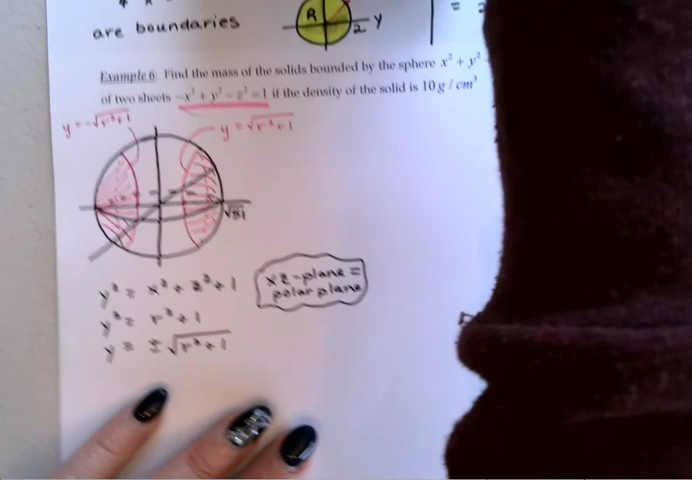 are boundaries
R
2 y
=
Example 6 Find the mass of the solids bounded by the sphere x² + y²
of two sheets −x² + y² − z² = 1 if the density of the solid is 10 g / cm³
y = -√r²+1
y = √r²+1
√51
y² = x² + z² + 1
y² = r² + 1
y = ±√r² + 1
xz-plane =
polar plane